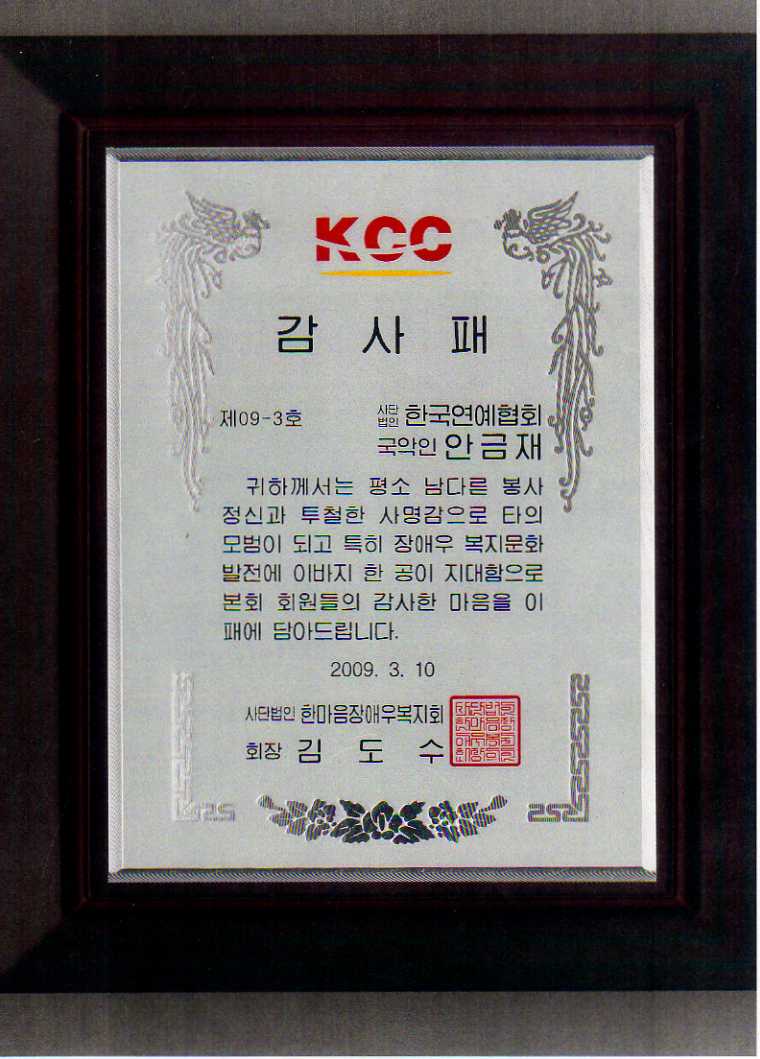 KCC
감 사 패
제09-3호
사단법인 한국연예협회
국악인 안금재
귀하께서는 평소 남다른 봉사
정신과 투철한 사명감으로 타의
모범이 되고 특히 장애우 복지문화
발전에 이바지 한 공이 지대함으로
본회 회원들의 감사한 마음을 이
패에 담아드립니다.
2009. 3. 10
사단법인 한마음장애우복지회
회장 김 도 수